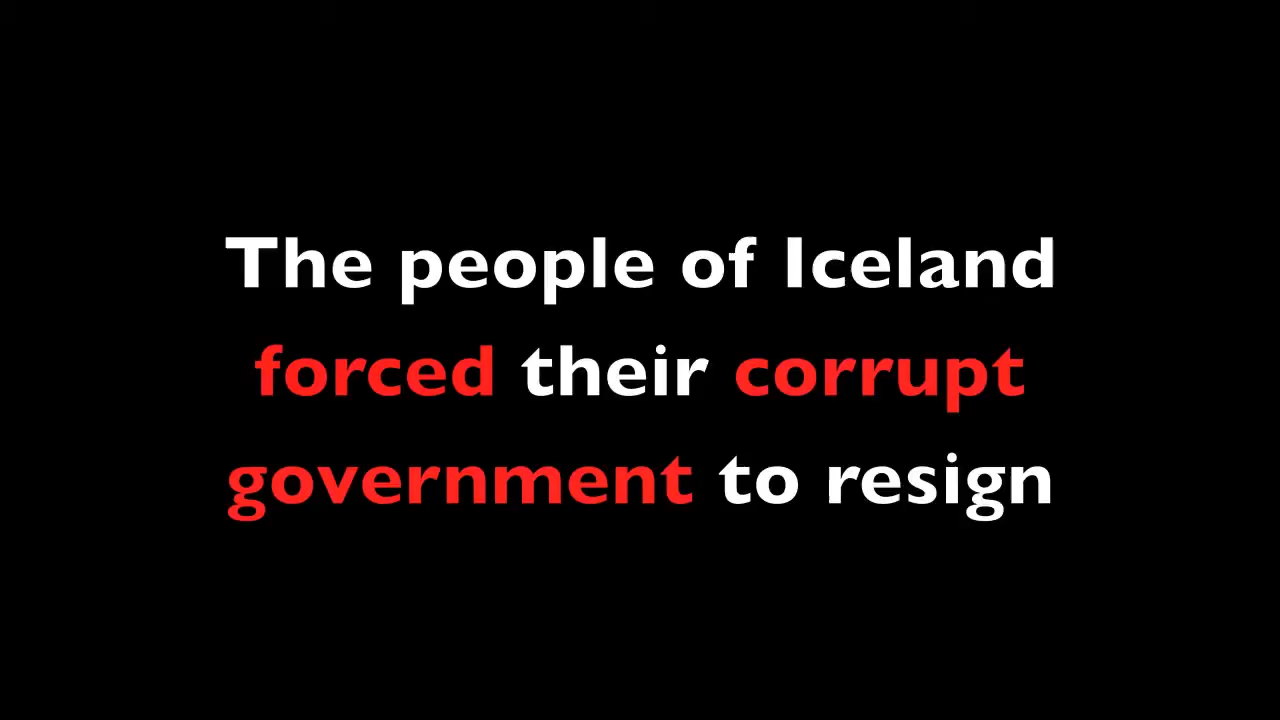 The people of Iceland
forced their corrupt
government to resign